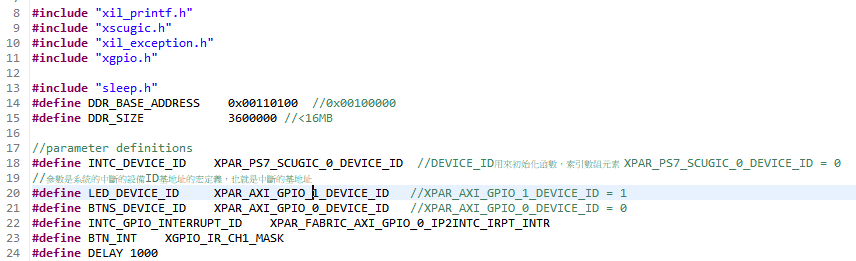 8 #include "xil_printf.h"
9 #include "xscugic.h"
10 #include "xil_exception.h"
11 #include "xgpio.h"
12
13 #include "sleep.h"
14 #define DDR_BASE_ADDRESS    0x00110100  //0x00100000
15 #define DDR_SIZE            3600000 //<16MB
16
17 //parameter definitions
18 #define INTC_DEVICE_ID    XPAR_PS7_SCUGIC_0_DEVICE_ID  //DEVICE_ID用來初始化函數，索引數組元素 XPAR_PS7_SCUGIC_0_DEVICE_ID = 0
19 //參數是系統的中斷的設備ID基地址的宏定義，也就是中斷的基地址
20 #define LED_DEVICE_ID     XPAR_AXI_GPIO_1_DEVICE_ID   //XPAR_AXI_GPIO_1_DEVICE_ID = 1
21 #define BTNS_DEVICE_ID    XPAR_AXI_GPIO_0_DEVICE_ID   //XPAR_AXI_GPIO_0_DEVICE_ID = 0
22 #define INTC_GPIO_INTERRUPT_ID    XPAR_FABRIC_AXI_GPIO_0_IP2INTC_IRPT_INTR
23 #define BTN_INT    XGPIO_IR_CH1_MASK
24 #define DELAY 1000